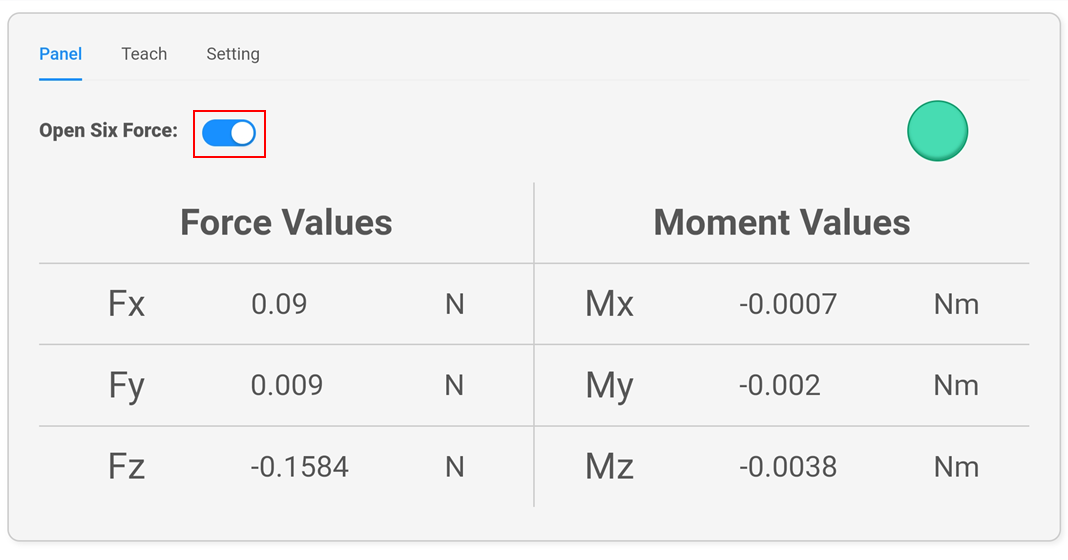 Panel Teach Setting
Open Six Force:
Force Values Moment Values
Fx 0.09 N Mx -0.0007 Nm
Fy 0.009 N My -0.002 Nm
Fz -0.1584 N Mz -0.0038 Nm